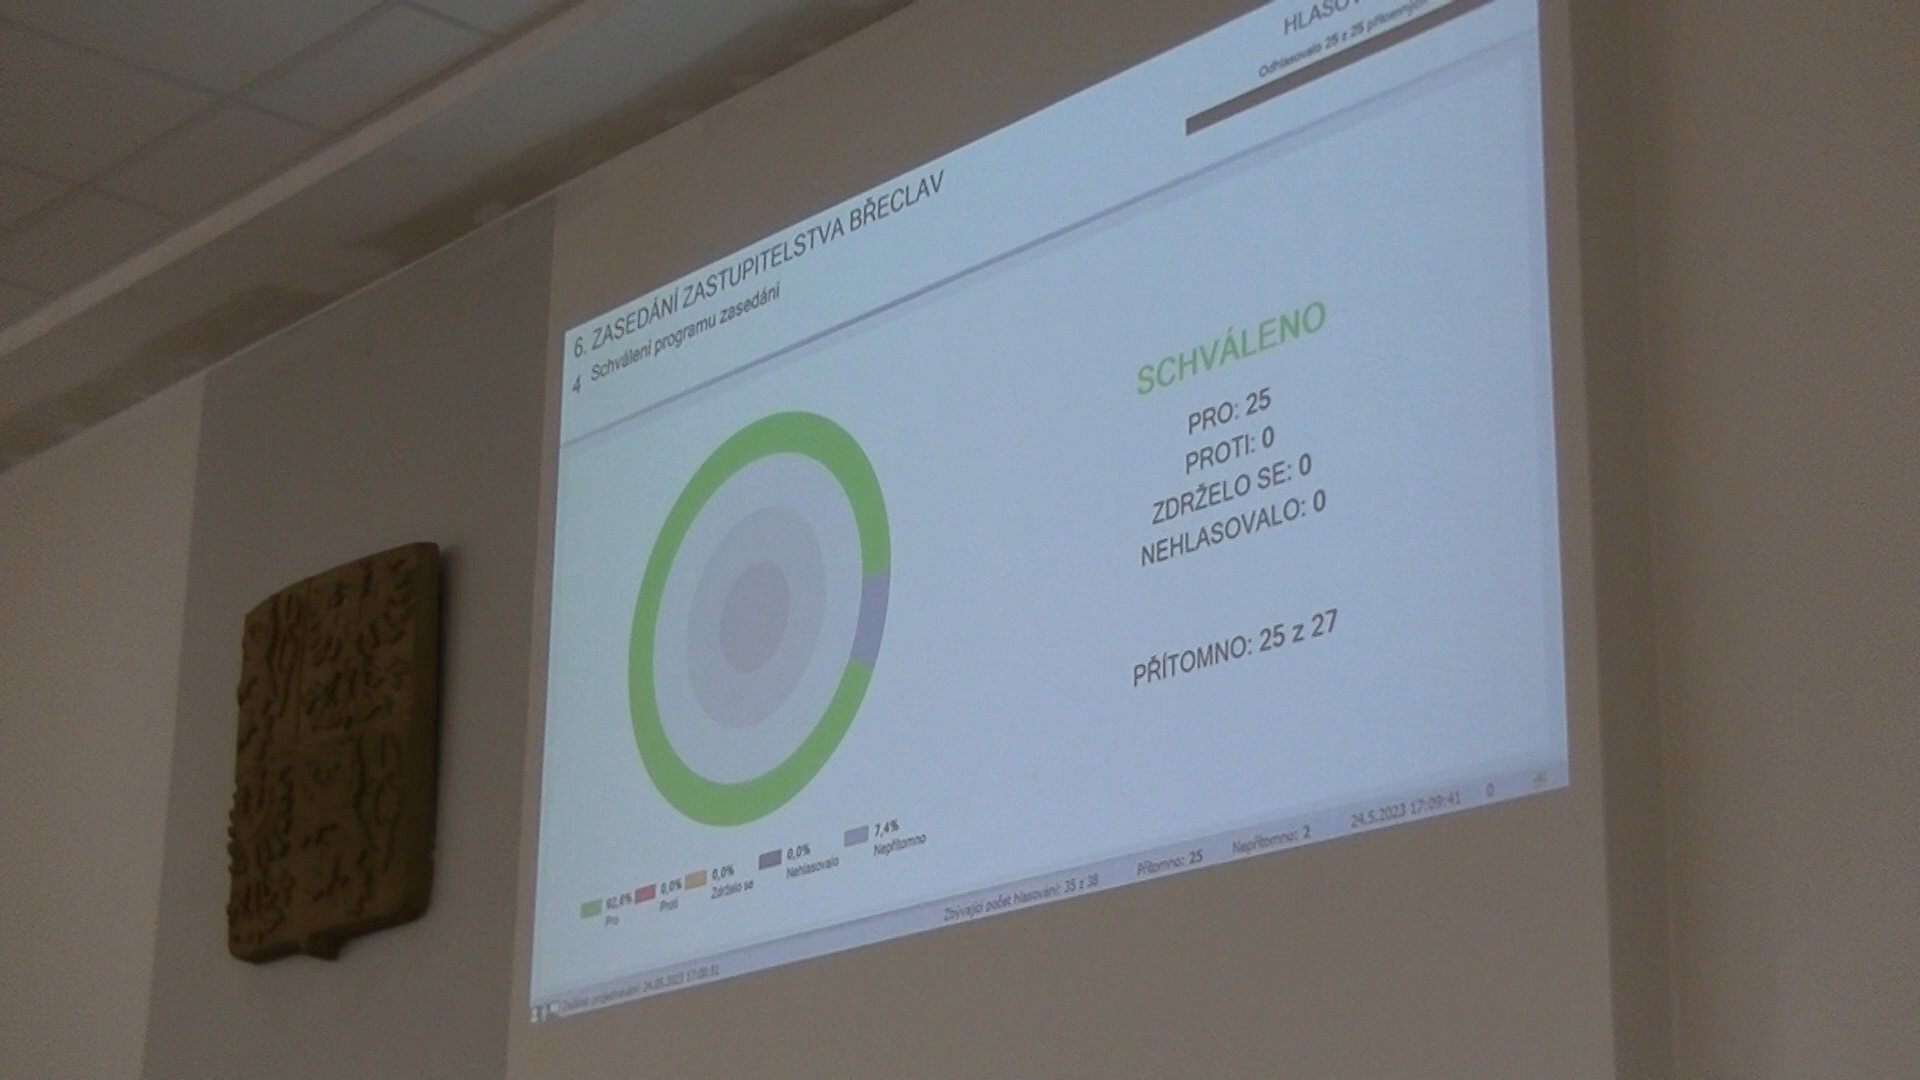 Odhlasovalo 25 z 25 přítomných
6. ZASEDÁNÍ ZASTUPITELSTVA BŘECLAV
4 Schválení programu zasedání
SCHVÁLENO
PRO: 25
PROTI: 0
ZDRŽELO SE: 0
NEHLASOVALO: 0
PŘÍTOMNO: 25 z 27
92,6% Pro
0,0% Proti
0,0% Zdrželo se
0,0% Nehlasovalo
7,4% Nepřítomno
Zbývající počet hlasování: 35 z 38
Přítomno: 25
Nepřítomno: 2
24.5.2023 17:09:41
0